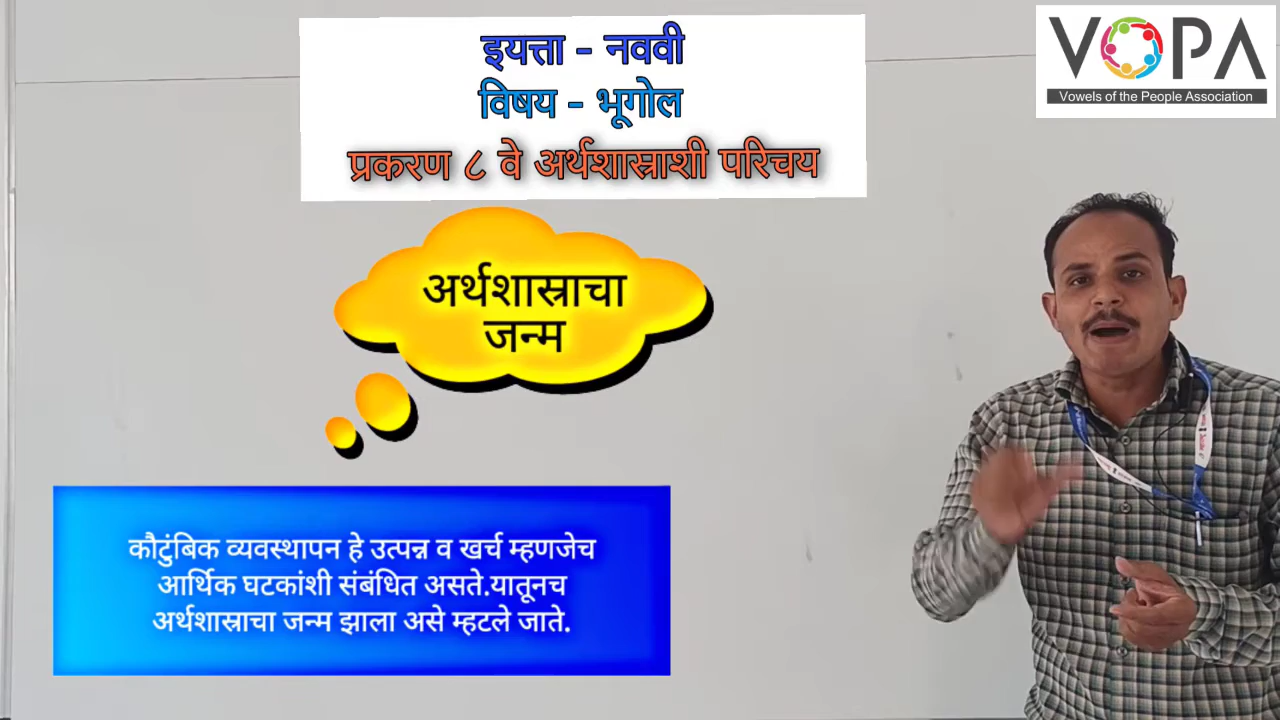 इयत्ता - नववी
विषय - भूगोल
प्रकरण ८ वे अर्थशास्राशी परिचय
VOPA
Vowels of the People Association
अर्थशास्राचा
जन्म
कौटुंबिक व्यवस्थापन हे उत्पन्न व खर्च म्हणजेच
आर्थिक घटकांशी संबंधित असते.यातूनच
अर्थशास्राचा जन्म झाला असे म्हटले जाते.